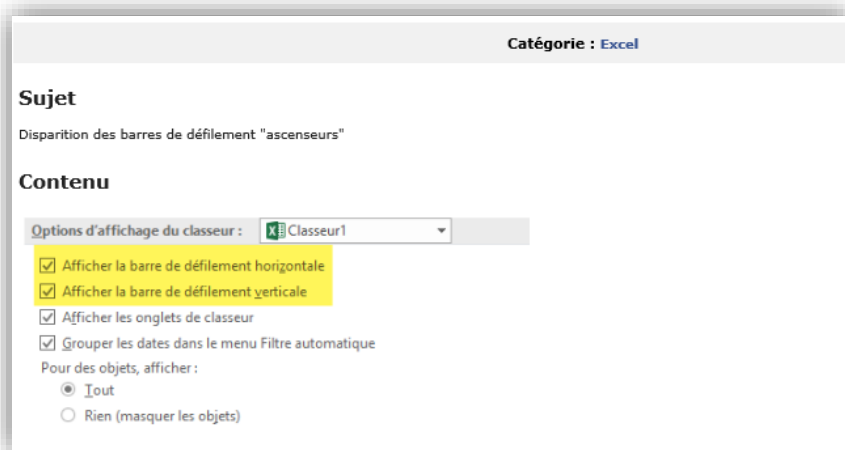 Catégorie : Excel
Sujet
Disparition des barres de défilement "ascenseurs"
Contenu
Options d'affichage du classeur : Classeur1
Afficher la barre de défilement horizontale
Afficher la barre de défilement verticale
Afficher les onglets de classeur
Grouper les dates dans le menu Filtre automatique
Pour des objets, afficher :
Tout
Rien (masquer les objets)